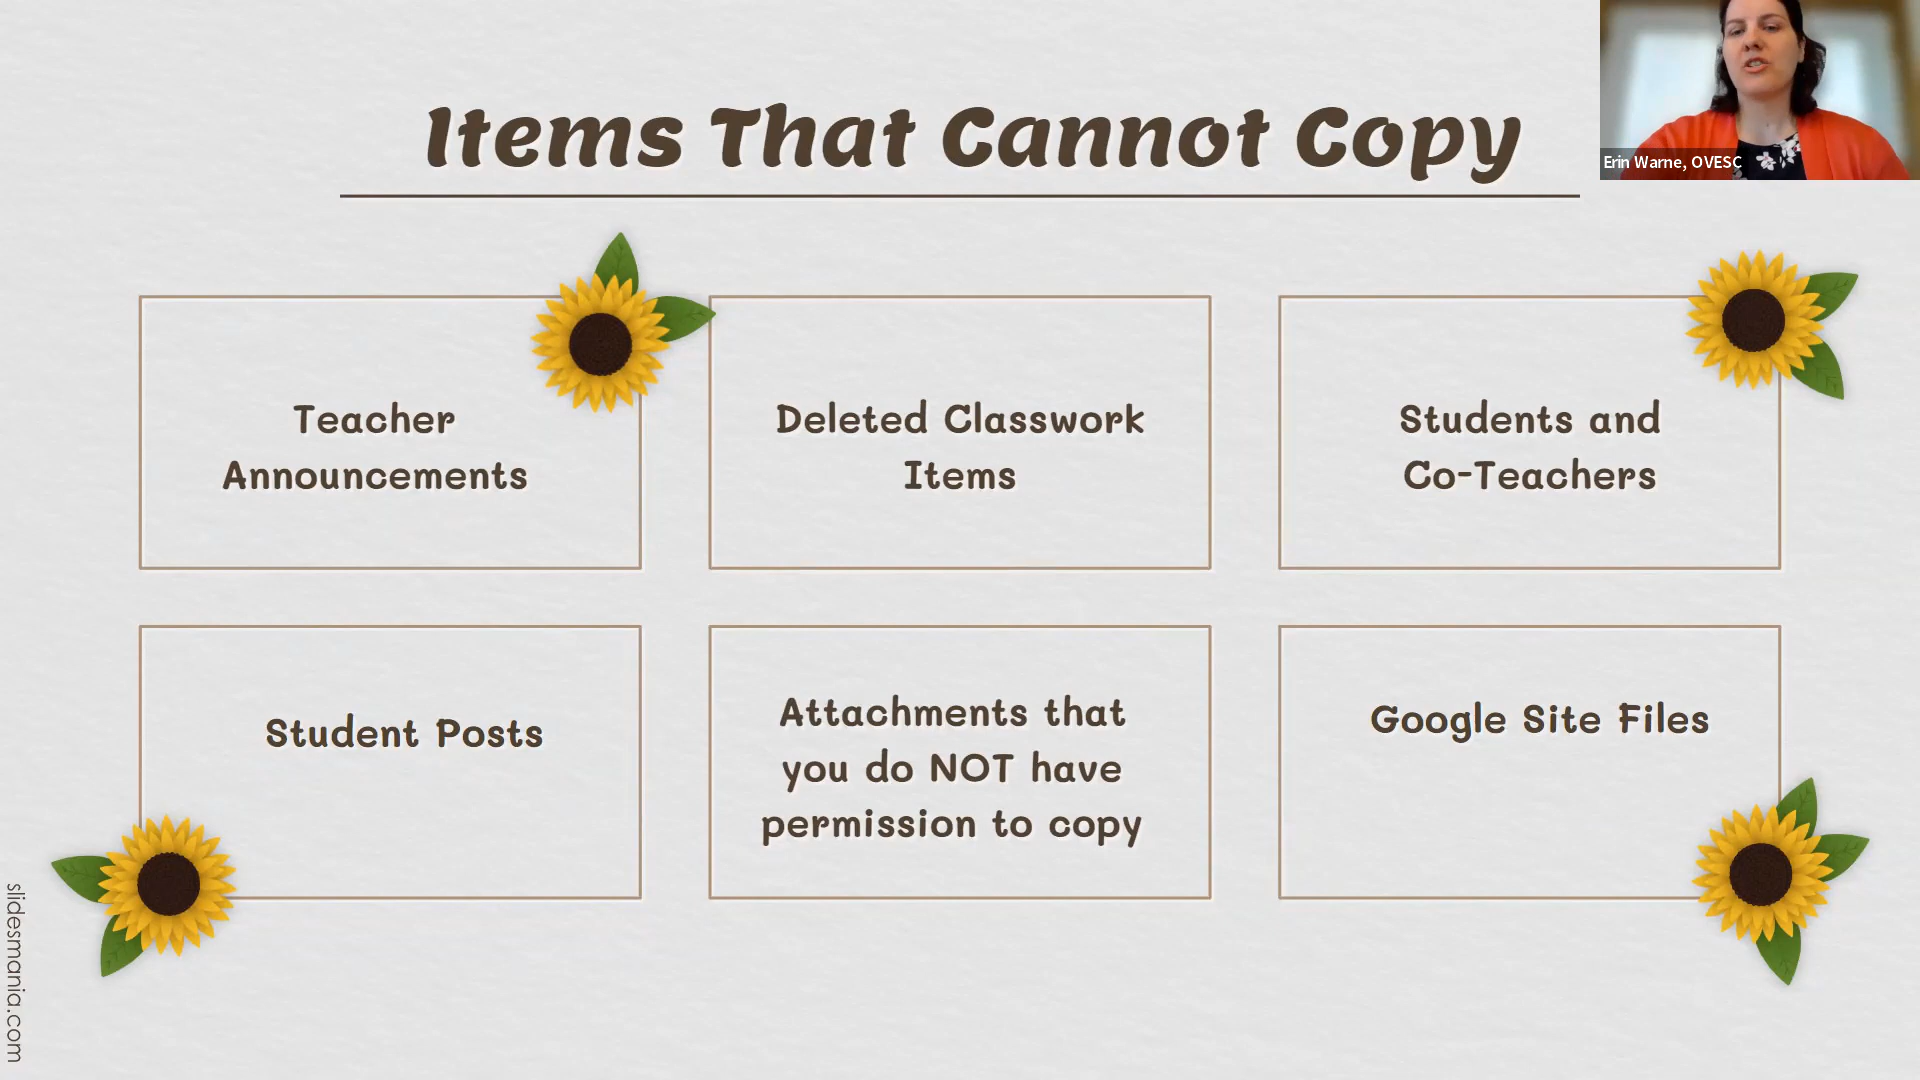 Items That Cannot Copy
Erin Warne, OVESC
Teacher
Announcements
Deleted Classwork
Items
Students and
Co-Teachers
Student Posts
Attachments that
you do NOT have
permission to copy
Google Site Files
slidesmania.com